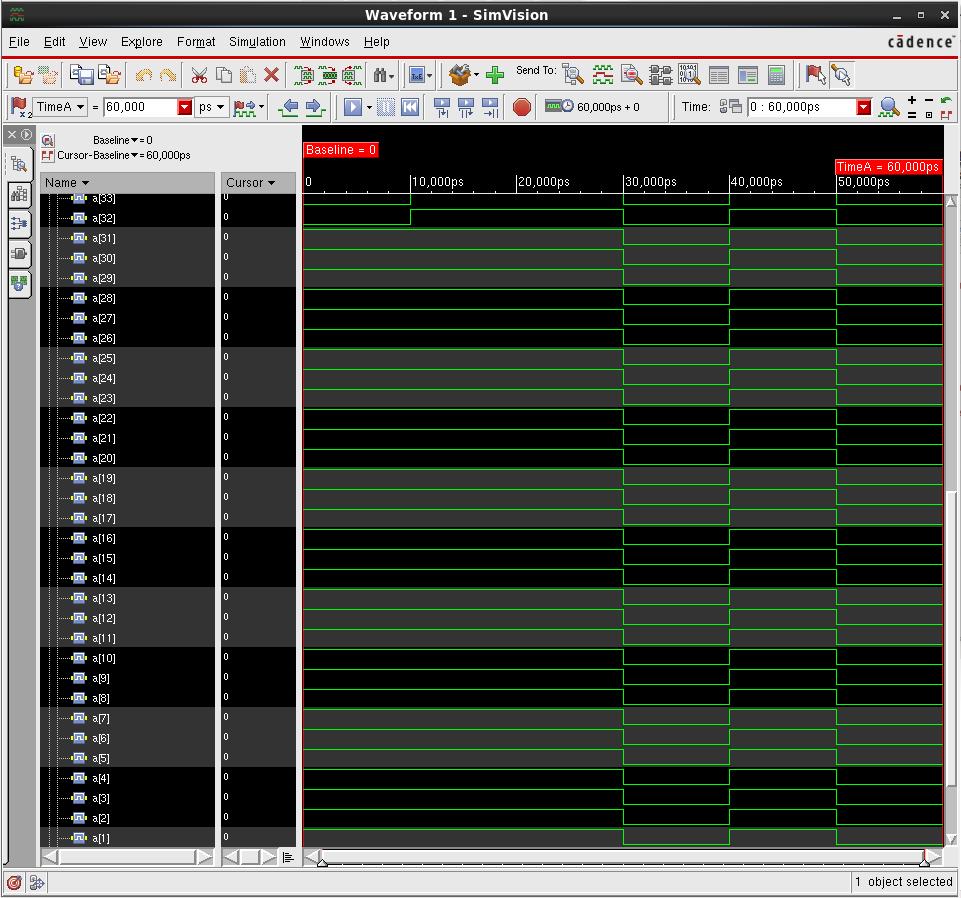 Waveform 1 - SimVision
File Edit View Explore Format Simulation Windows Help
cādence™
Send To:
TimeA = 60,000 ps
60,000ps + 0
Time: 0 : 60,000ps
Baseline = 0
Cursor-Baseline = 60,000ps
Baseline = 0
TimeA = 60,000ps
Name Cursor
0 10,000ps 20,000ps 30,000ps 40,000ps 50,000ps
a[33] 0
a[32] 0
a[31] 0
a[30] 0
a[29] 0
a[28] 0
a[27] 0
a[26] 0
a[25] 0
a[24] 0
a[23] 0
a[22] 0
a[21] 0
a[20] 0
a[19] 0
a[18] 0
a[17] 0
a[16] 0
a[15] 0
a[14] 0
a[13] 0
a[12] 0
a[11] 0
a[10] 0
a[9] 0
a[8] 0
a[7] 0
a[6] 0
a[5] 0
a[4] 0
a[3] 0
a[2] 0
a[1] 0
1 object selected